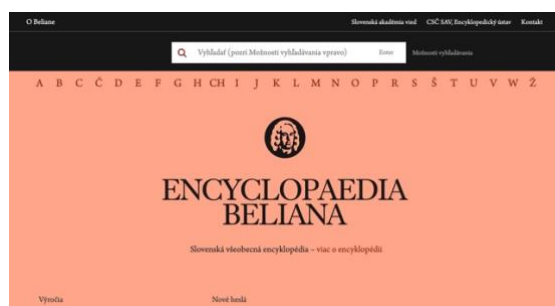 O Beliane Slovenská akadémia vied CSČ SAV, Encyklopedický ústav Kontakt
Vyhľadať (pozri Možnosti vyhľadávania vpravo) Enter Možnosti vyhľadávania
A B C Č D E F G H CH I J K L M N O P R S Š T U V W Ž
ENCYCLOPAEDIA
BELIANA
Slovenská všeobecná encyklopédia – viac o encyklopédii
Výročia Nové heslá